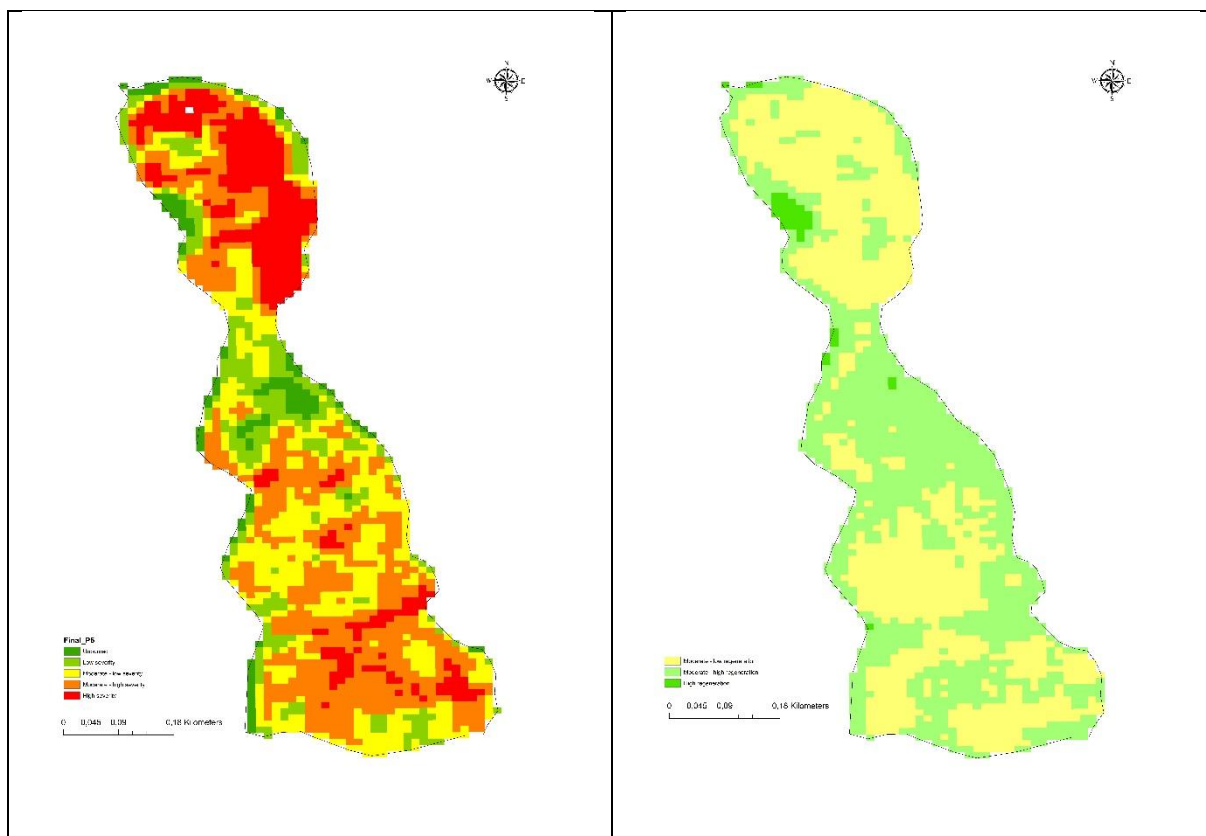 N
W E
S
Final_P5
Unburned
Low severity
Moderate - low severity
Moderate - high severity
High severity
0 0,045 0,09 0,18 Kilometers
N
W E
S
Moderate - low regeneration
Moderate - high regeneration
High regeneration
0 0,045 0,09 0,18 Kilometers